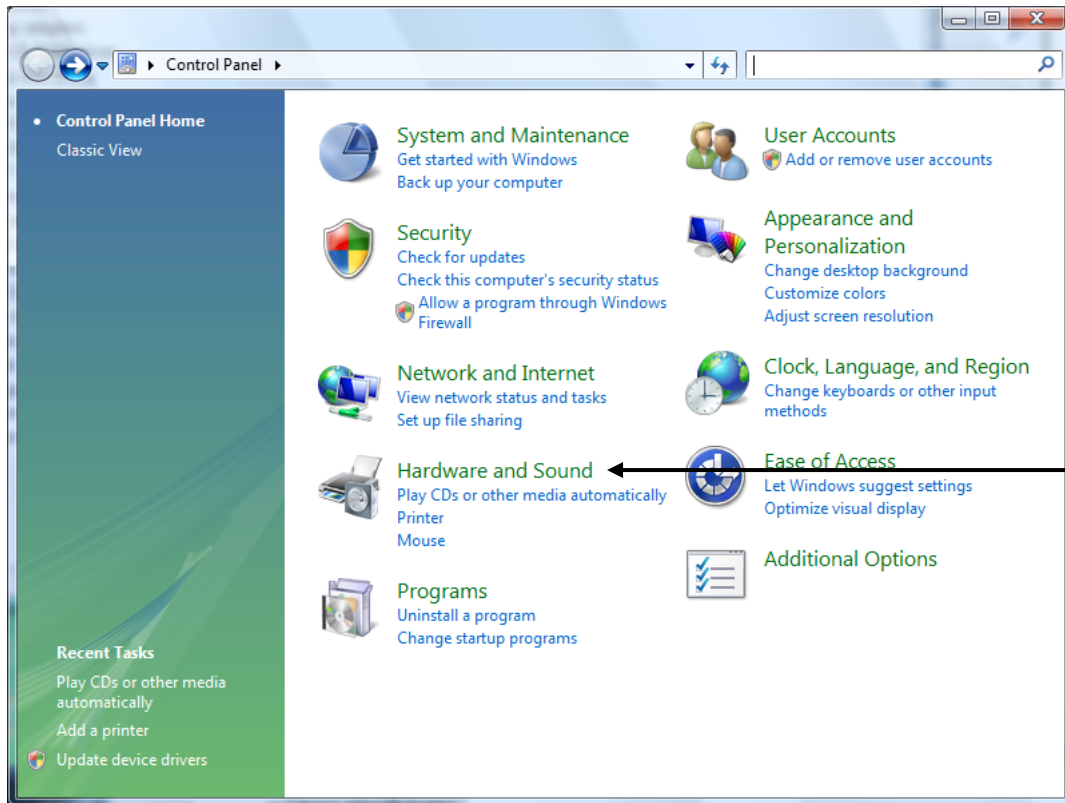 Control Panel
Control Panel Home
Classic View
System and Maintenance
Get started with Windows
Back up your computer
Security
Check for updates
Check this computer's security status
Allow a program through Windows
Firewall
Network and Internet
View network status and tasks
Set up file sharing
Hardware and Sound
Play CDs or other media automatically
Printer
Mouse
Programs
Uninstall a program
Change startup programs
User Accounts
Add or remove user accounts
Appearance and
Personalization
Change desktop background
Customize colors
Adjust screen resolution
Clock, Language, and Region
Change keyboards or other input
methods
Ease of Access
Let Windows suggest settings
Optimize visual display
Additional Options
Recent Tasks
Play CDs or other media
automatically
Add a printer
Update device drivers